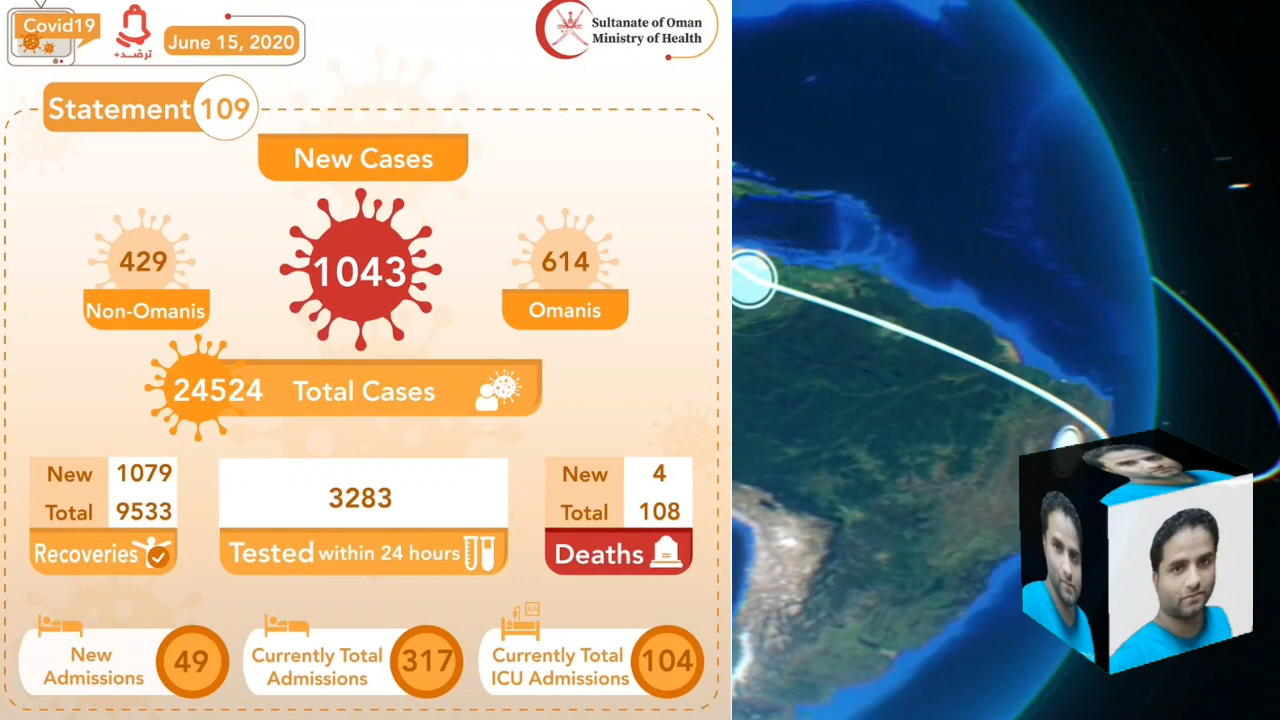 Covid19
ترصد+
June 15, 2020
Sultanate of Oman
Ministry of Health
Statement 109
New Cases
429
Non-Omanis
1043
614
Omanis
24524 Total Cases
New 1079
Total 9533
Recoveries
3283
Tested within 24 hours
New 4
Total 108
Deaths
New
Admissions
49
Currently Total
Admissions
317
Currently Total
ICU Admissions
104